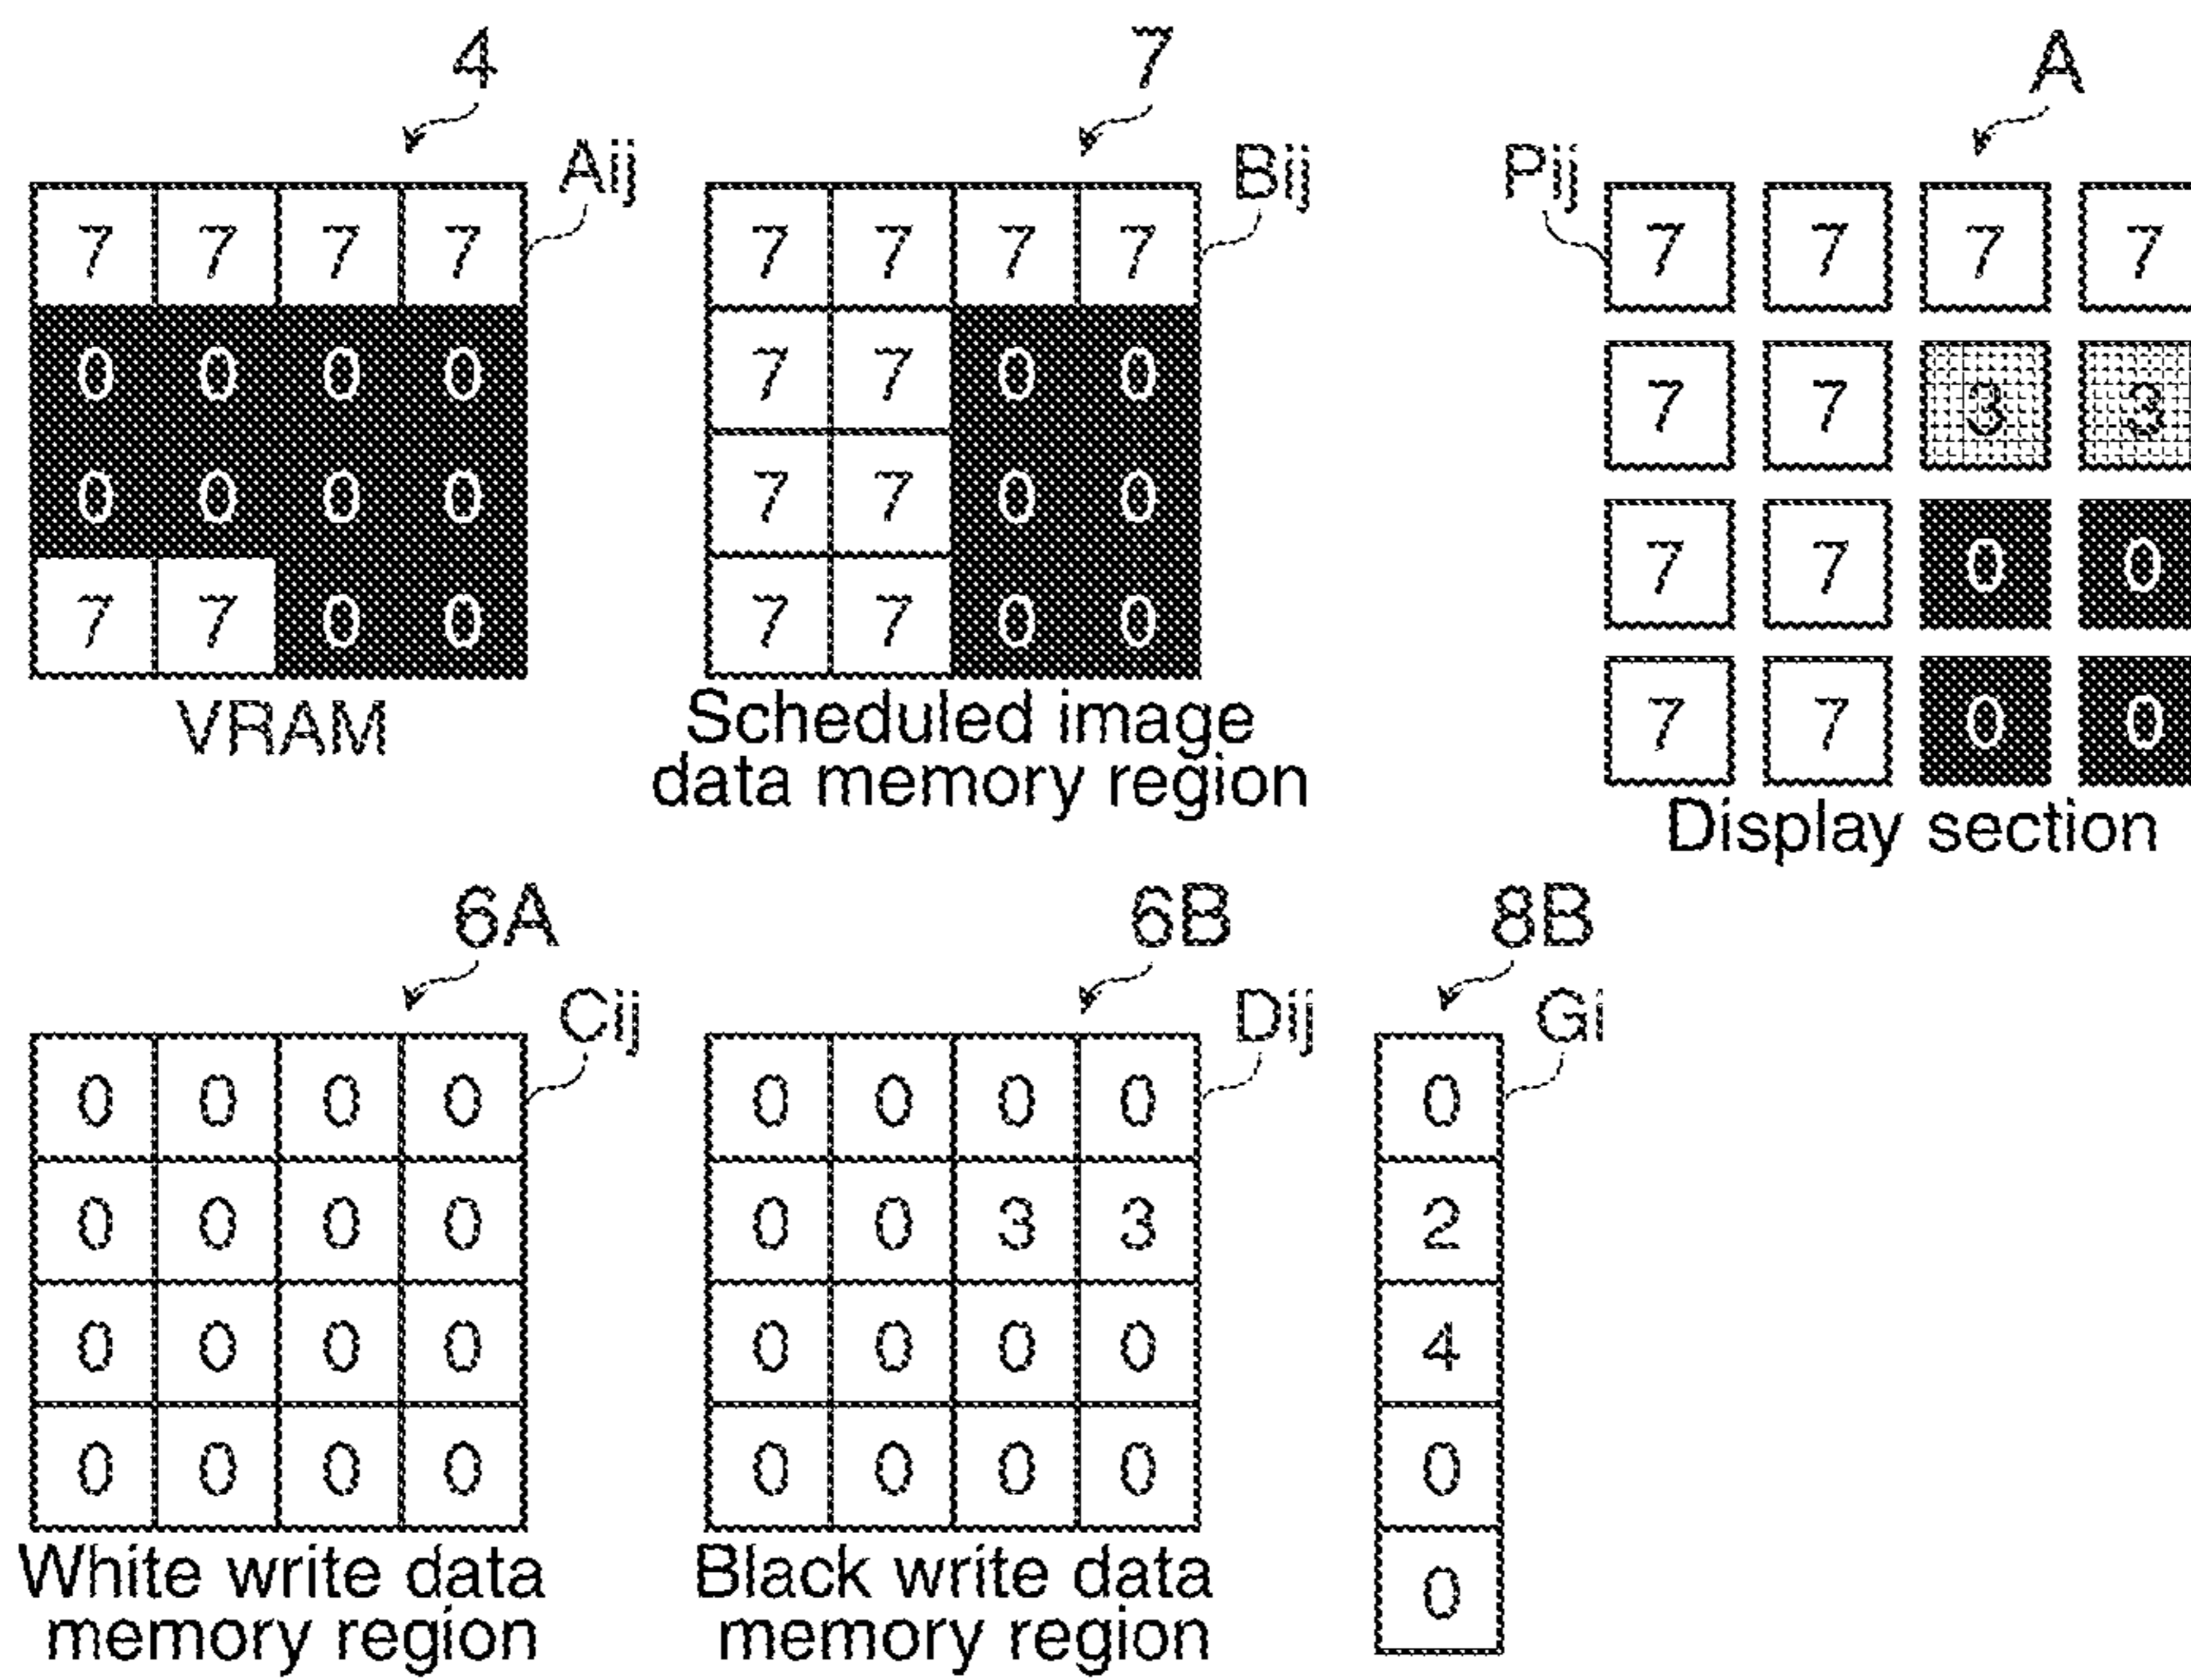 4 7 A
Aij Bij Pij
7 7 7 7 7 7 7 7 7 7 7 7
0 0 0 0 7 7 0 0 7 7 3 3
0 0 0 0 7 7 0 0 7 7 0 0
7 7 0 0 7 7 0 0 7 7 0 0
VRAM
Scheduled image
data memory region
Display section
6A 6B 8B
Cij Dij Gi
0 0 0 0 0 0 0 0 0
0 0 0 0 0 0 3 3 2
0 0 0 0 0 0 0 0 4
0 0 0 0 0 0 0 0 0
0
White write data
memory region
Black write data
memory region